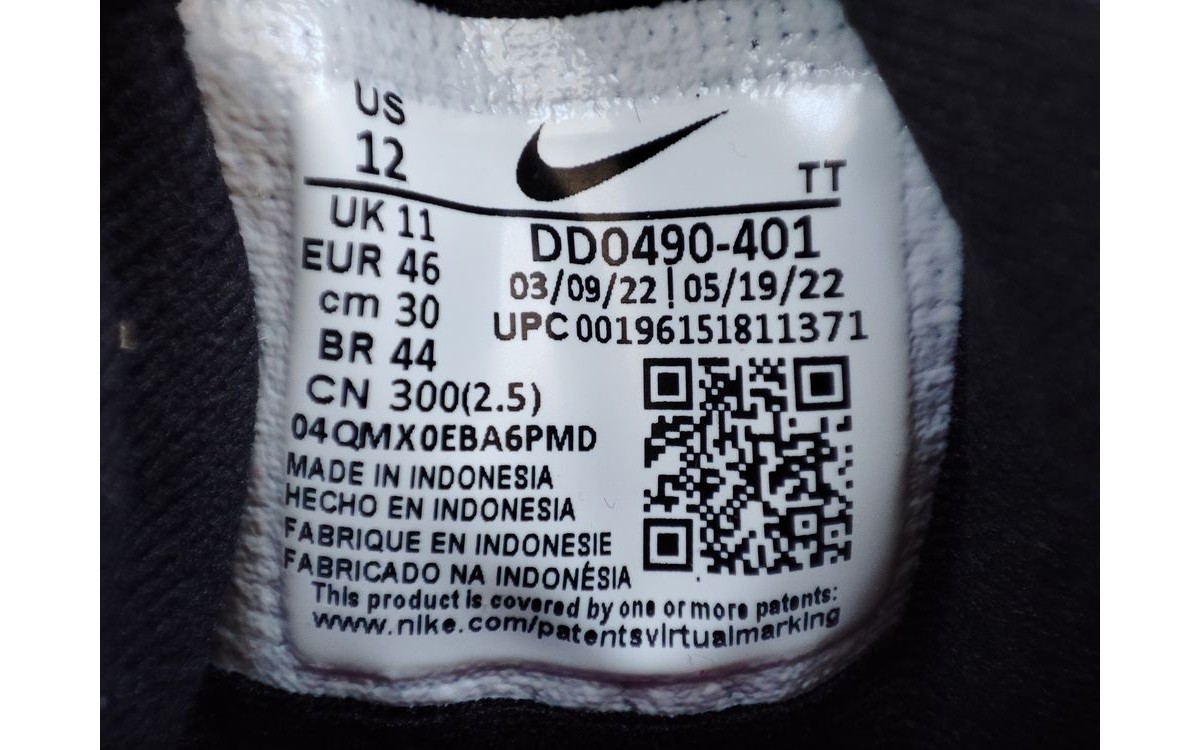 US
12
TT
UK 11
EUR 46
cm 30
BR 44
CN 300(2.5)
DD0490-401
03/09/22|05/19/22
UPC00196151811371
04QMX0EBA6PMD
MADE IN INDONESIA
HECHO EN INDONESIA
FABRIQUE EN INDONESIE
FABRICADO NA INDONÉSIA
This product is covered by one or more patents:
www.nike.com/patentsvirtualmarking